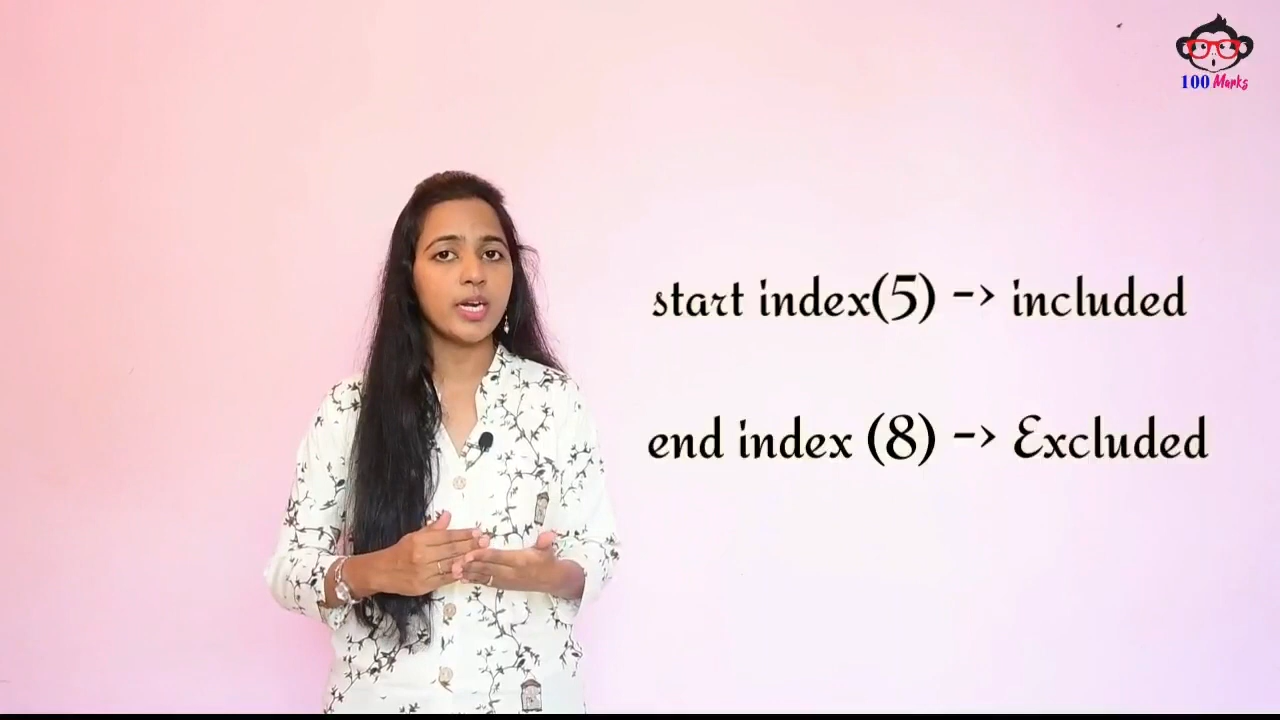 100 Marks
start index(5) -> included
end index (8) -> Excluded